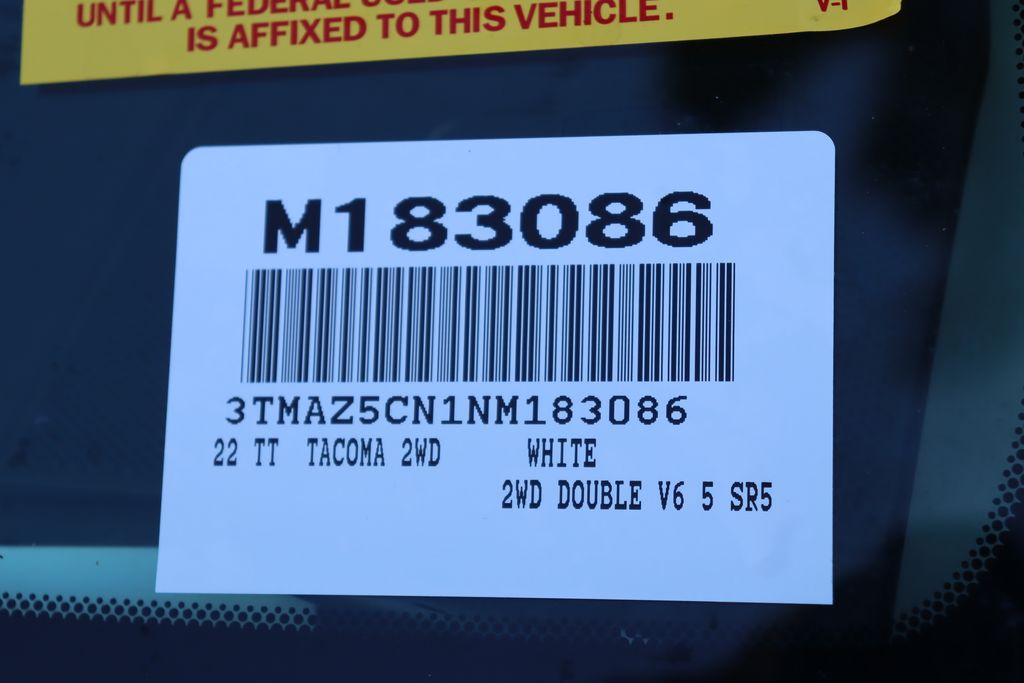 UNTIL A FEDERAL
IS AFFIXED TO THIS VEHICLE.
V-1
M183086
3TMAZ5CN1NM183086
22 TT TACOMA 2WD WHITE
2WD DOUBLE V6 5 SR5